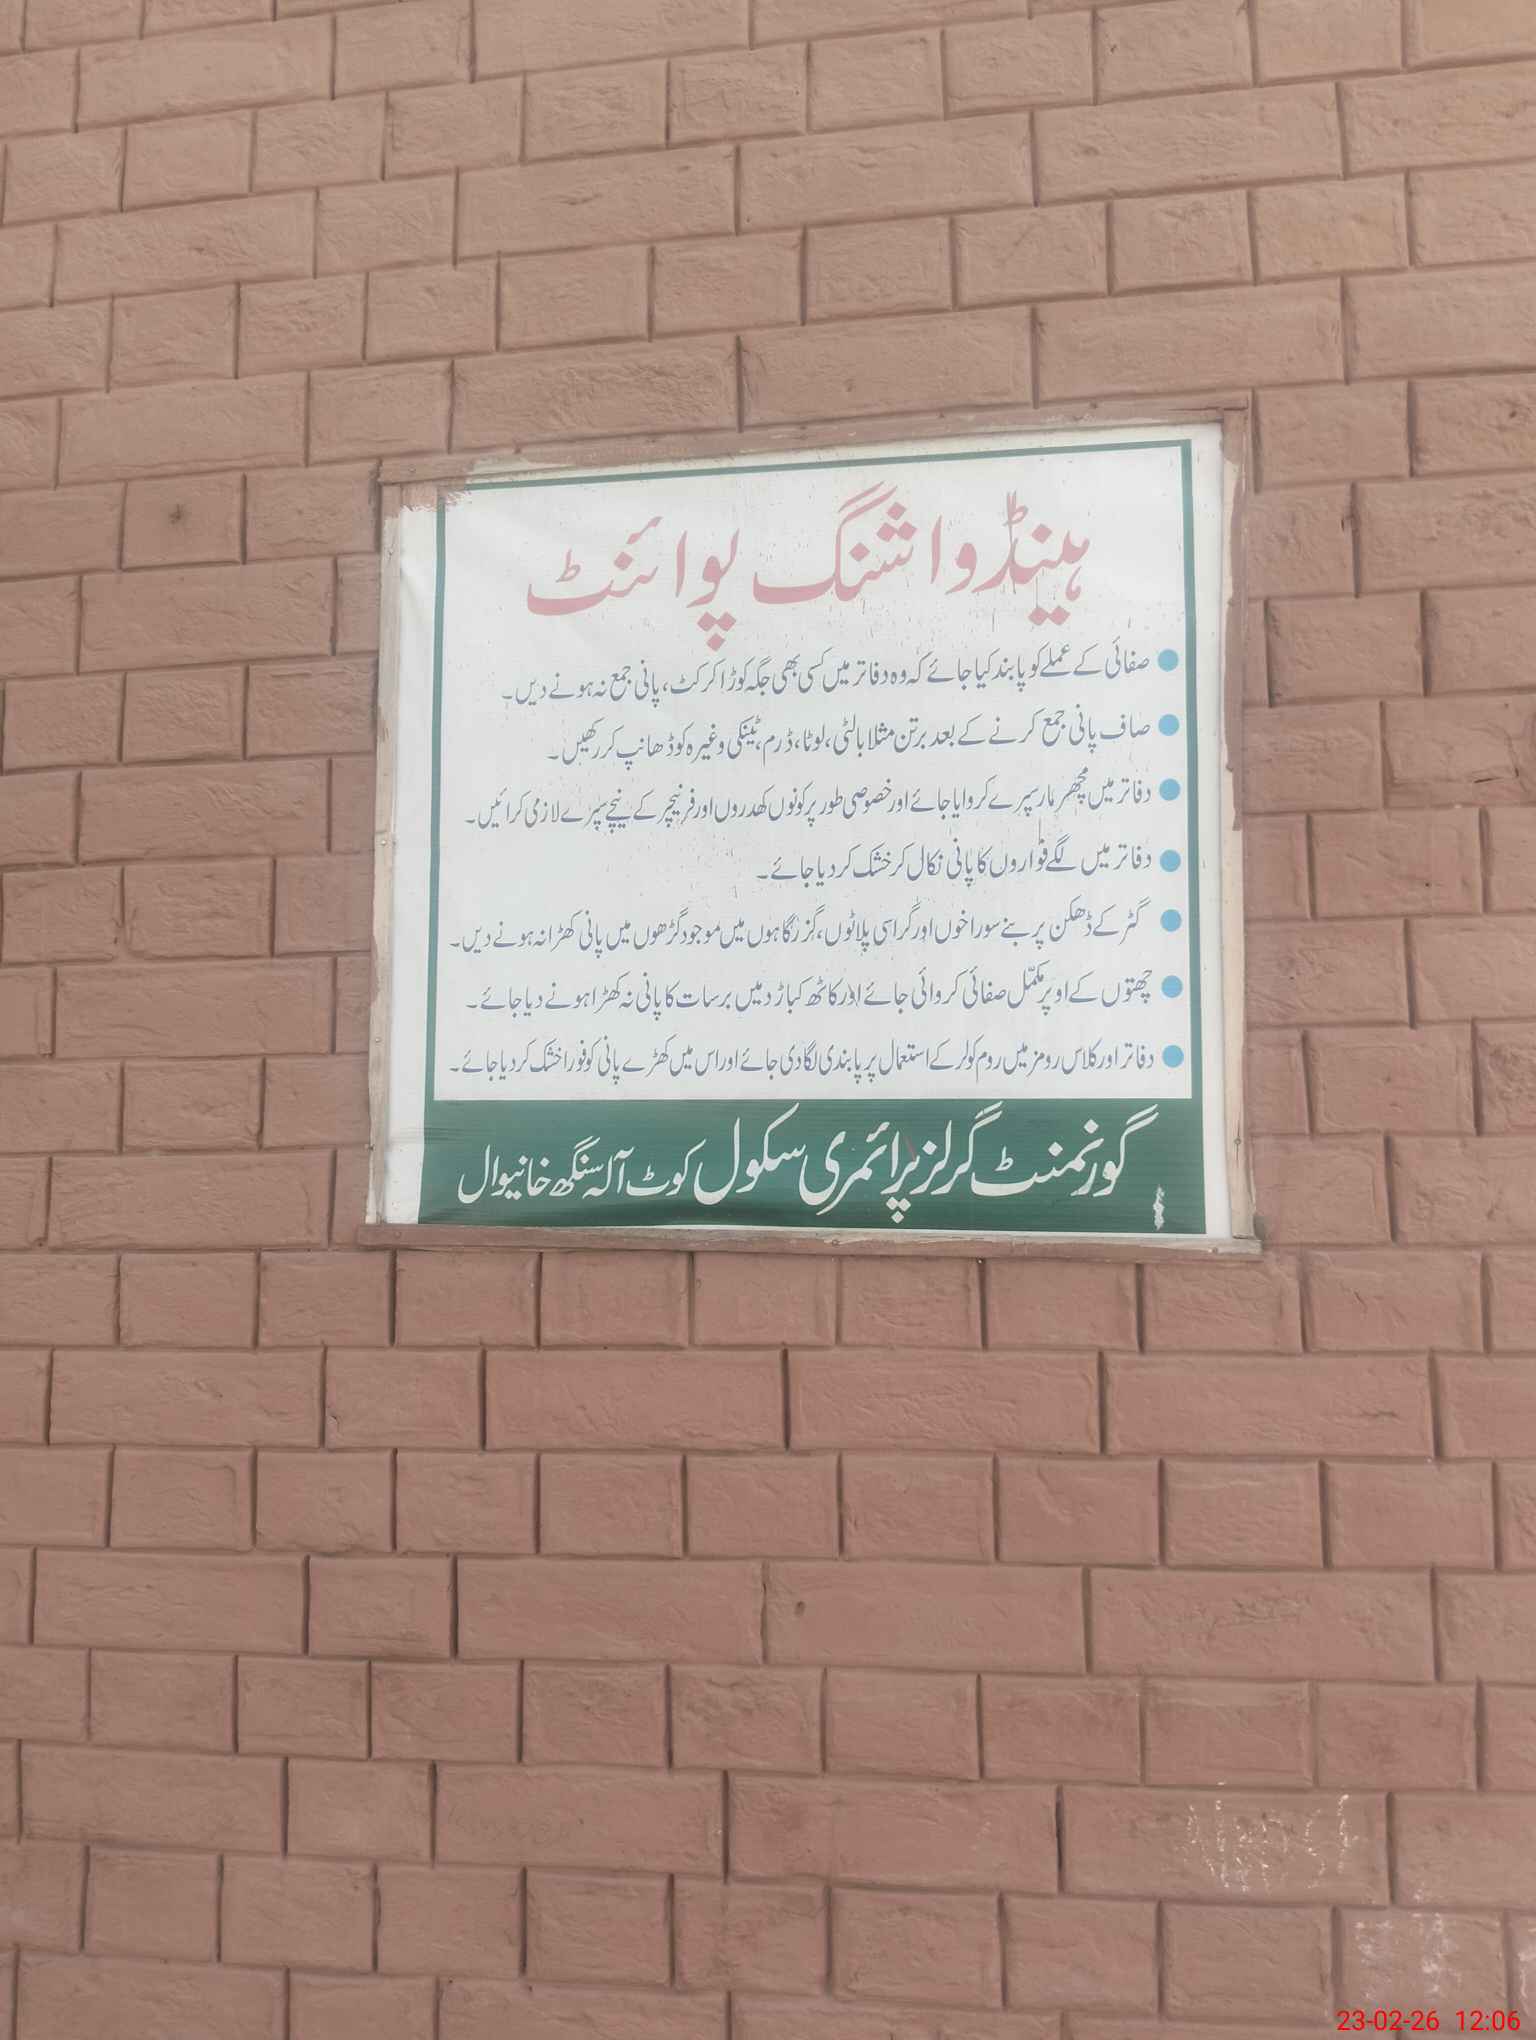 ہینڈ واشنگ پوائنٹ
صفائی کے عملے کو پابند کیا جائے کہ وہ دفاتر میں کسی بھی جگہ کوڑا کرکٹ، پانی جمع نہ ہونے دیں۔
صاف پانی جمع کرنے کے بعد برتن مثلا بالٹی، لوٹا، ڈرم، ٹینکی وغیرہ کو ڈھانپ کر رکھیں۔
دفاتر میں مچھر مار سپرے کروایا جائے اور خصوصی طور پر کونوں کھدروں اور فرنیچر کے نیچے سپرے لازمی کرائیں۔
دفاتر میں لگے فواروں کا پانی نکال کر خشک کر دیا جائے۔
گٹر کے ڈھکن پر بنے سوراخوں اور گراسی پلاٹوں، گزرگاہوں میں موجود گڑھوں میں پانی کھڑا نہ ہونے دیں۔
چھتوں کے اوپر مکمّل صفائی کروائی جائے اور کاٹھ کباڑ میں برسات کا پانی نہ کھڑا ہونے دیا جائے۔
دفاتر اور کلاس رومز میں روم کولر کے استعمال پر پابندی لگا دی جائے اور اس میں کھڑے پانی کو فورا خشک کر دیا جائے۔
گورنمنٹ گرلز پرائمری سکول کوٹ آلہ سنگھ خانیوال
23-02-26 12:06